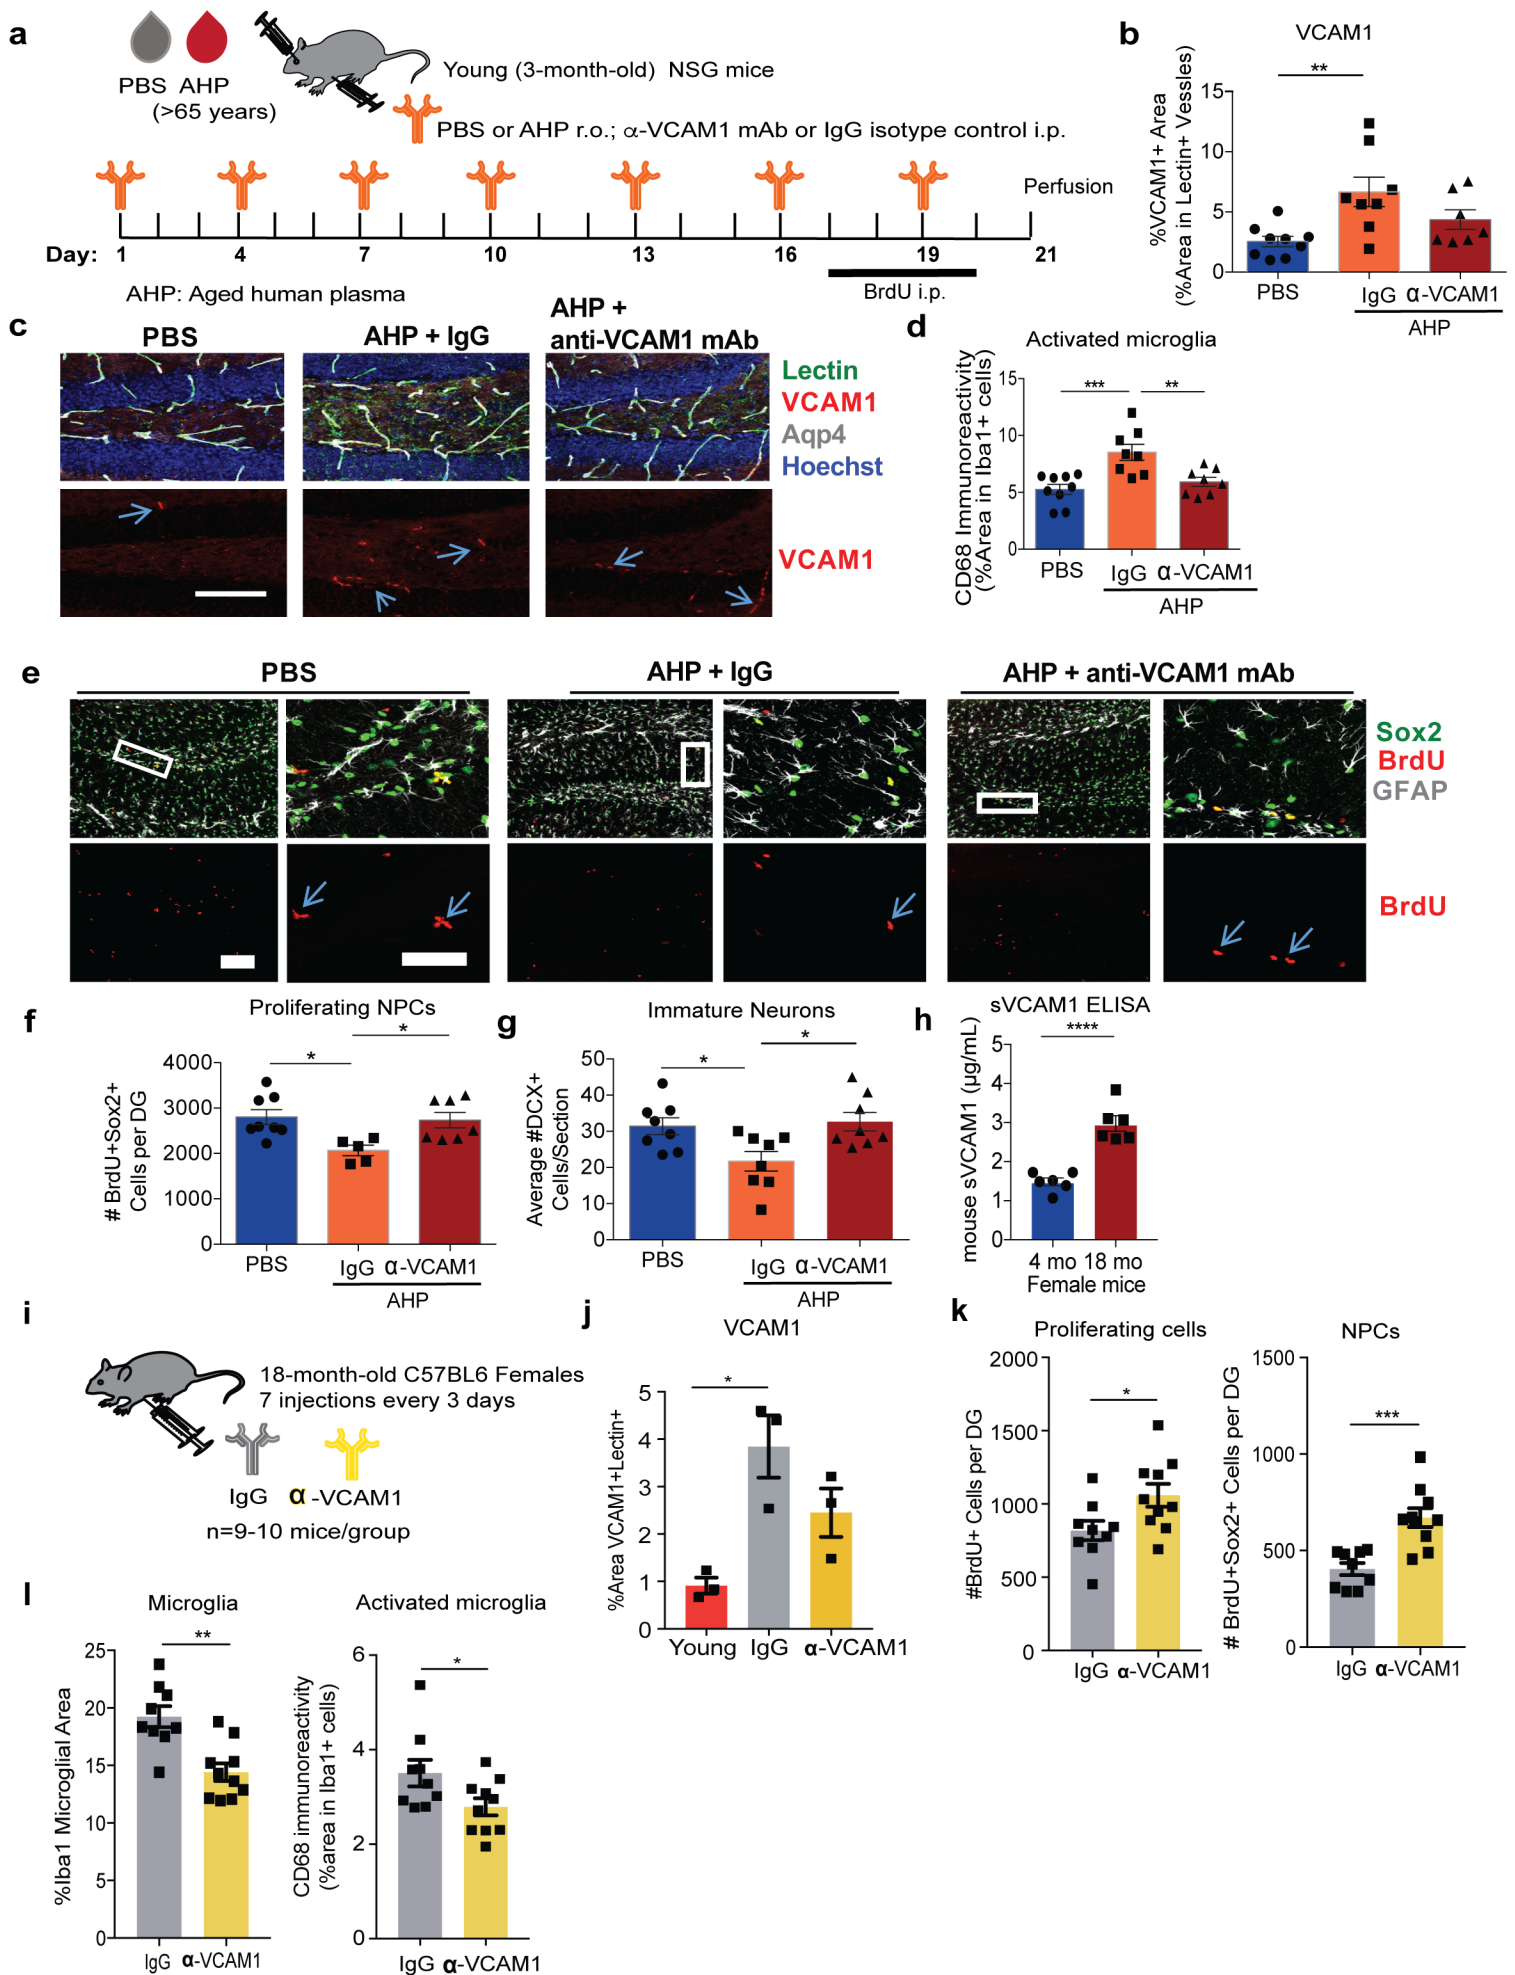 a
PBS AHP
(>65 years)
Young (3-month-old) NSG mice
PBS or AHP r.o.; α-VCAM1 mAb or IgG isotype control i.p.
Perfusion
Day: 1 4 7 10 13 16 19 21
BrdU i.p.
AHP: Aged human plasma
b
VCAM1
%VCAM1+ Area
(%Area in Lectin+ Vessles)
**
15
10
5
0
PBS IgG α-VCAM1
AHP
c
PBS
AHP + IgG
AHP +
anti-VCAM1 mAb
Lectin
VCAM1
Aqp4
Hoechst
VCAM1
d
Activated microglia
CD68 Immunoreactivity
(%Area in Iba1+ cells)
*** **
15
10
5
0
PBS IgG α-VCAM1
AHP
e
PBS
AHP + IgG
AHP + anti-VCAM1 mAb
Sox2
BrdU
GFAP
BrdU
f
Proliferating NPCs
# BrdU+Sox2+
Cells per DG
* *
4000
3000
2000
1000
0
PBS IgG α-VCAM1
AHP
g
Immature Neurons
Average #DCX+
Cells/Section
* *
50
40
30
20
10
0
PBS IgG α-VCAM1
AHP
h
sVCAM1 ELISA
mouse sVCAM1 (µg/mL)
****
5
4
3
2
1
0
4 mo 18 mo
Female mice
i
18-month-old C57BL6 Females
7 injections every 3 days
IgG α-VCAM1
n=9-10 mice/group
j
VCAM1
%Area VCAM1+Lectin+
*
5
4
3
2
1
0
Young IgG α-VCAM1
k
Proliferating cells
#BrdU+ Cells per DG
*
2000
1500
1000
500
0
IgG α-VCAM1
NPCs
# BrdU+Sox2+ Cells per DG
***
1500
1000
500
0
IgG α-VCAM1
l
Microglia
%Iba1 Microglial Area
**
25
20
15
10
5
0
IgG α-VCAM1
Activated microglia
CD68 immunoreactivity
(%area in Iba1+ cells)
*
6
4
2
0
IgG α-VCAM1